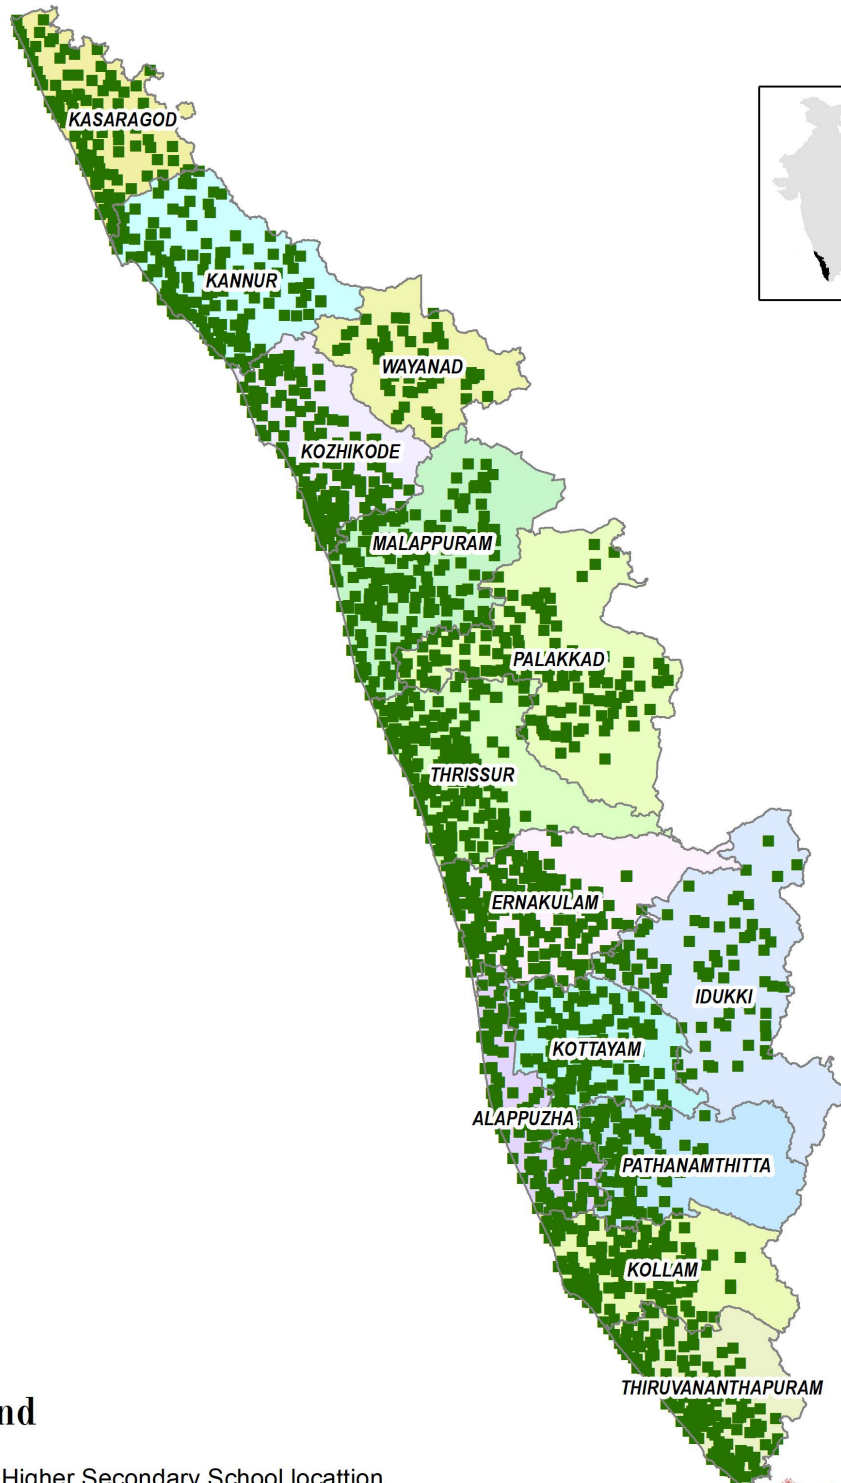 KASARAGOD
KANNUR
WAYANAD
KOZHIKODE
MALAPPURAM
PALAKKAD
THRISSUR
ERNAKULAM
IDUKKI
KOTTAYAM
ALAPPUZHA
PATHANAMTHITTA
KOLLAM
THIRUVANANTHAPURAM
nd
Higher Secondary School locattion